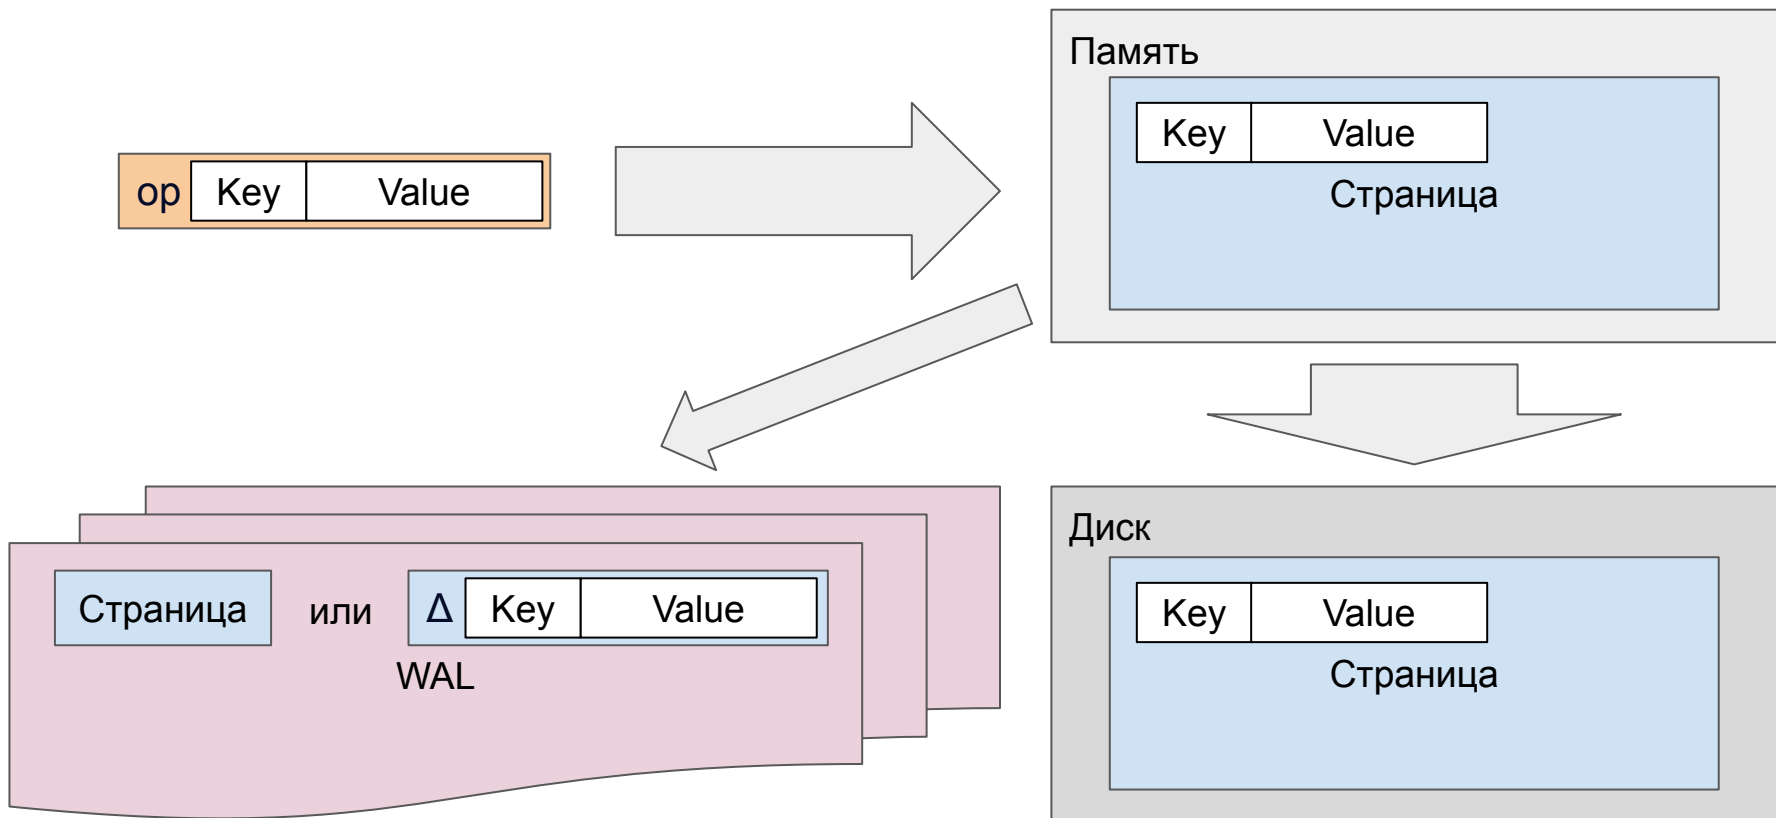 Память
Key Value
Страница
op Key Value
Страница или Δ Key Value
WAL
Диск
Key Value
Страница